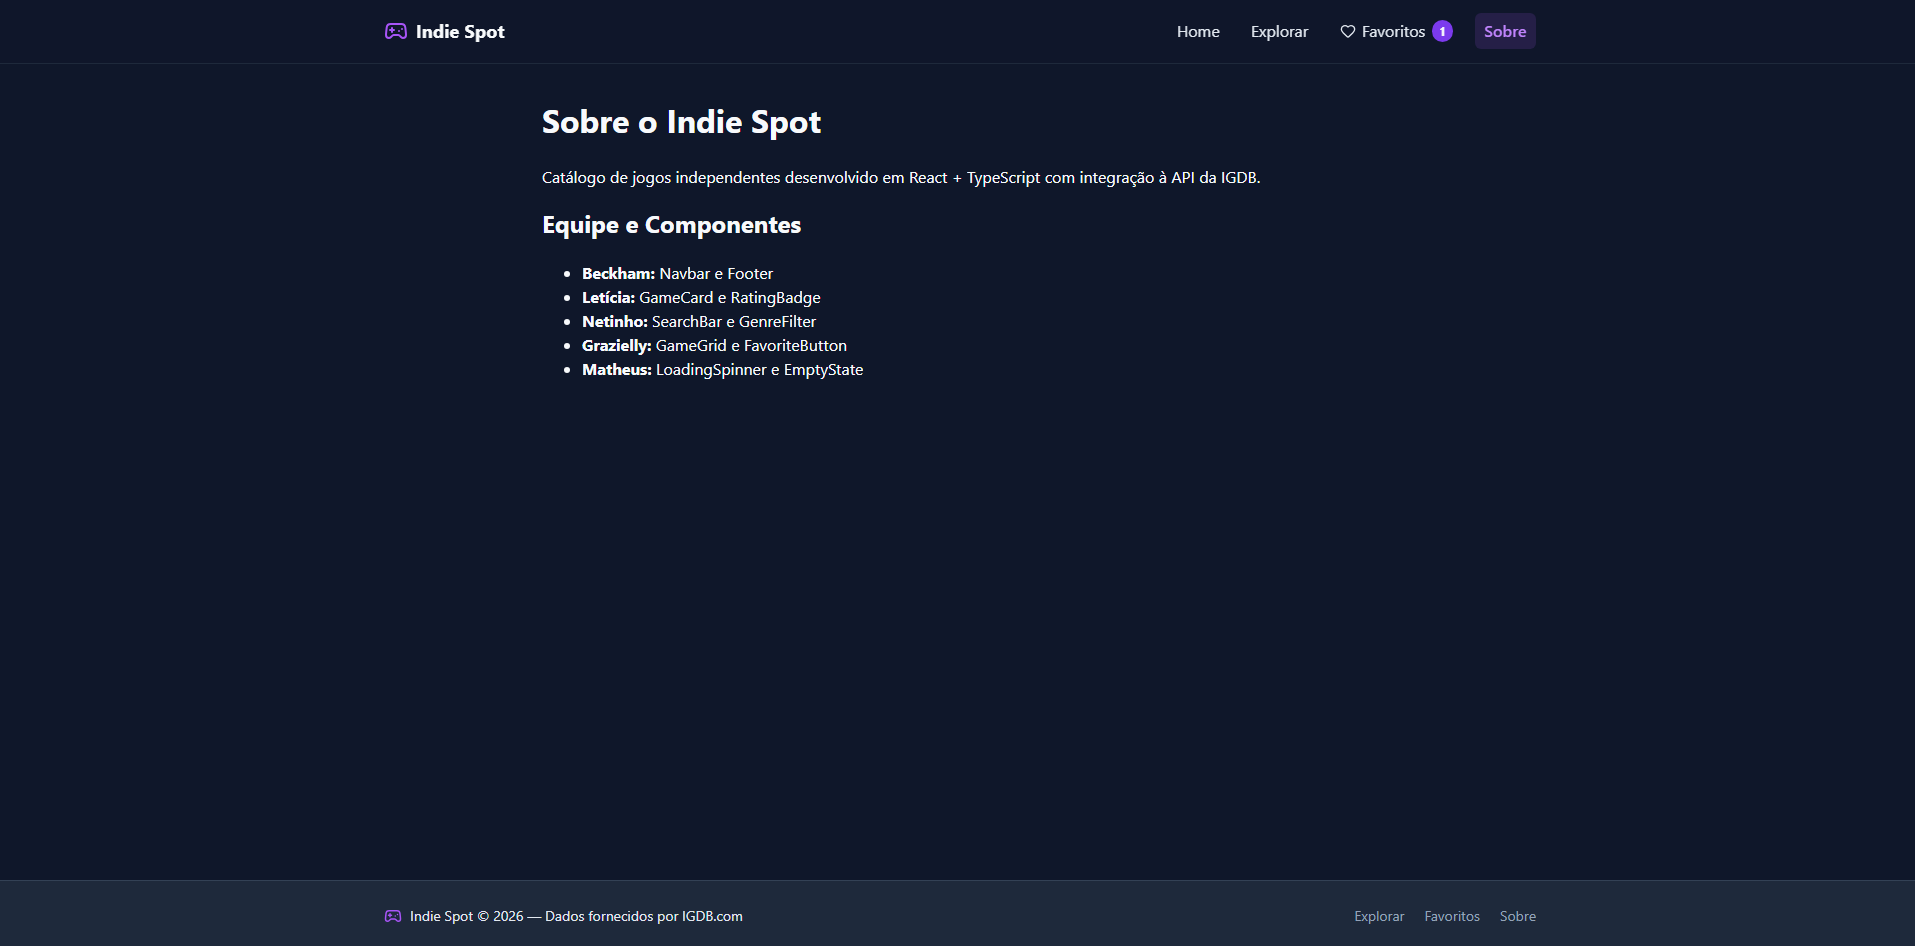 Indie Spot
Home
Explorar
Favoritos 1
Sobre
Sobre o Indie Spot
Catálogo de jogos independentes desenvolvido em React + TypeScript com integração à API da IGDB.
Equipe e Componentes
Beckham: Navbar e Footer
Letícia: GameCard e RatingBadge
Netinho: SearchBar e GenreFilter
Grazielly: GameGrid e FavoriteButton
Matheus: LoadingSpinner e EmptyState
Indie Spot © 2026 — Dados fornecidos por IGDB.com
Explorar
Favoritos
Sobre